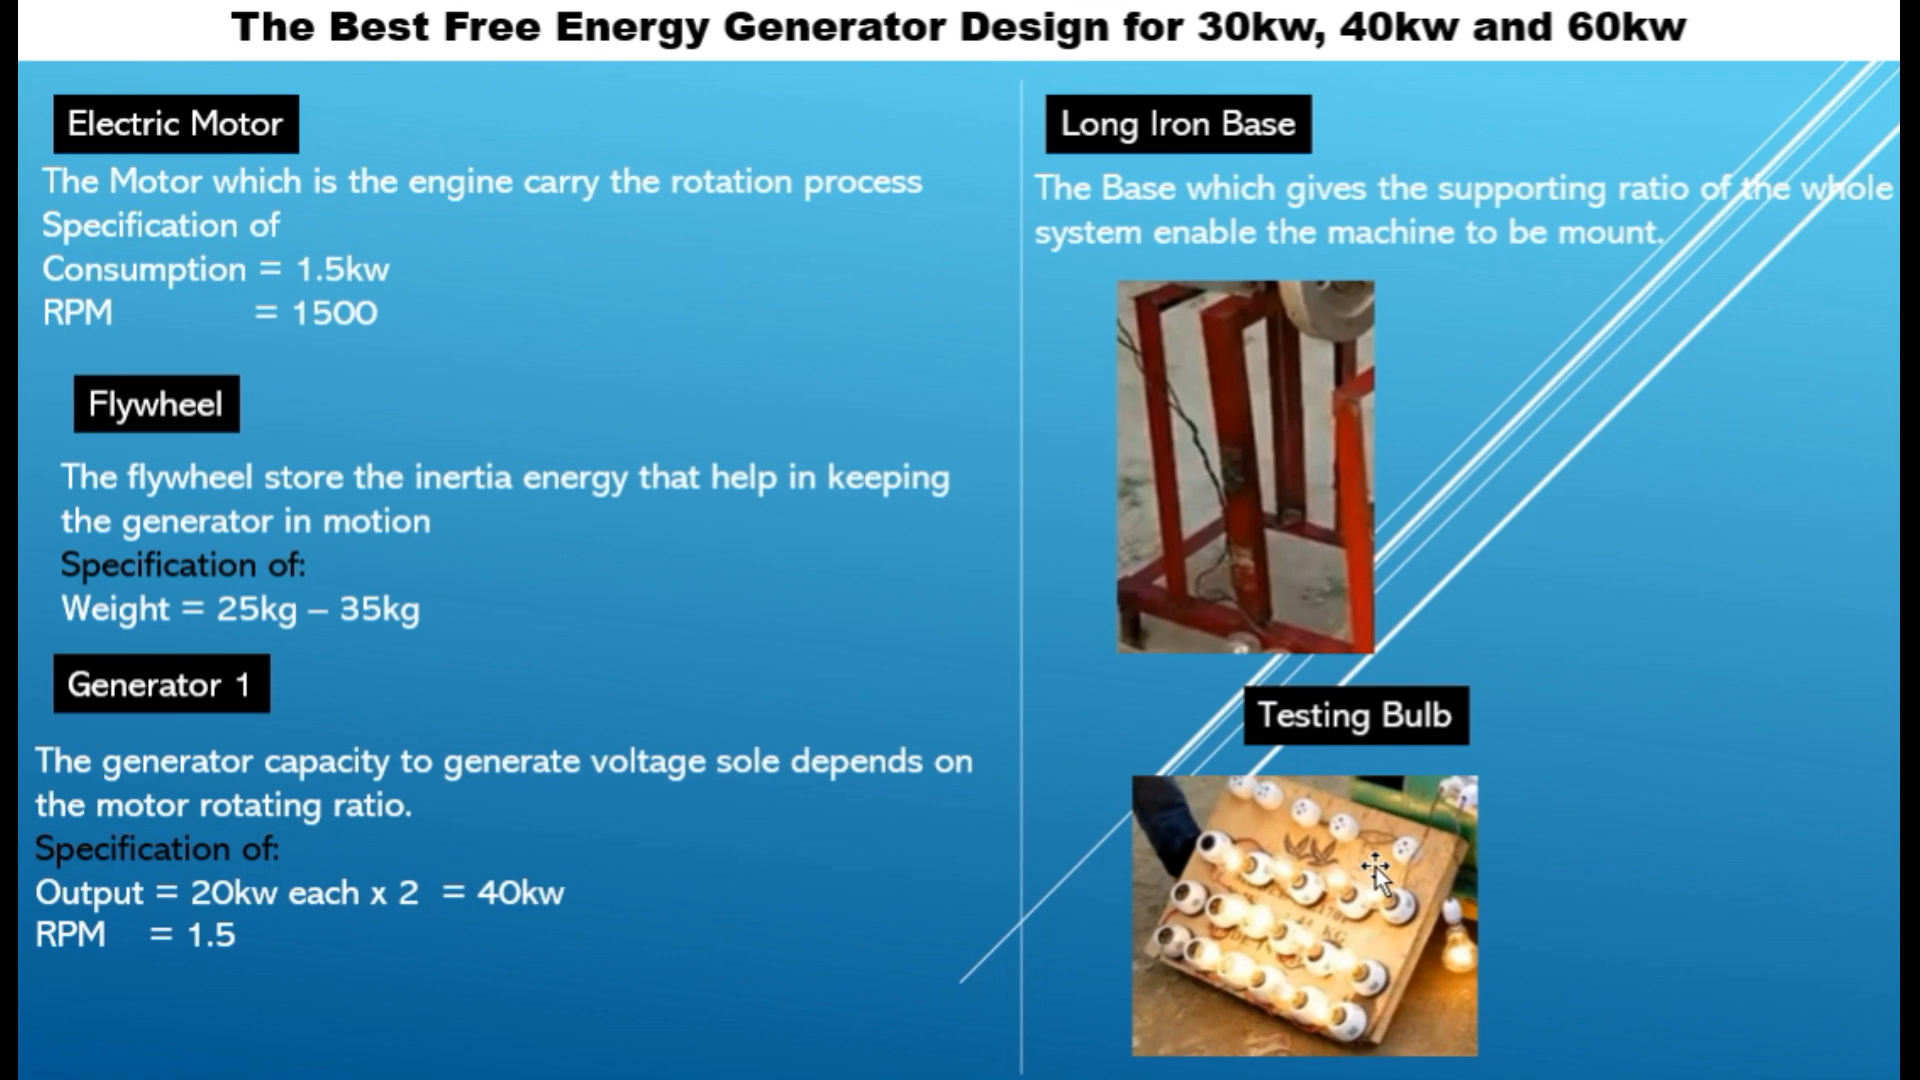 The Best Free Energy Generator Design for 30kw, 40kw and 60kw
Electric Motor
The Motor which is the engine carry the rotation process
Specification of
Consumption = 1.5kw
RPM = 1500
Flywheel
The flywheel store the inertia energy that help in keeping
the generator in motion
Specification of:
Weight = 25kg – 35kg
Generator 1
The generator capacity to generate voltage sole depends on
the motor rotating ratio.
Specification of:
Output = 20kw each x 2 = 40kw
RPM = 1.5
Long Iron Base
The Base which gives the supporting ratio of the whole
system enable the machine to be mount.
Testing Bulb
KG